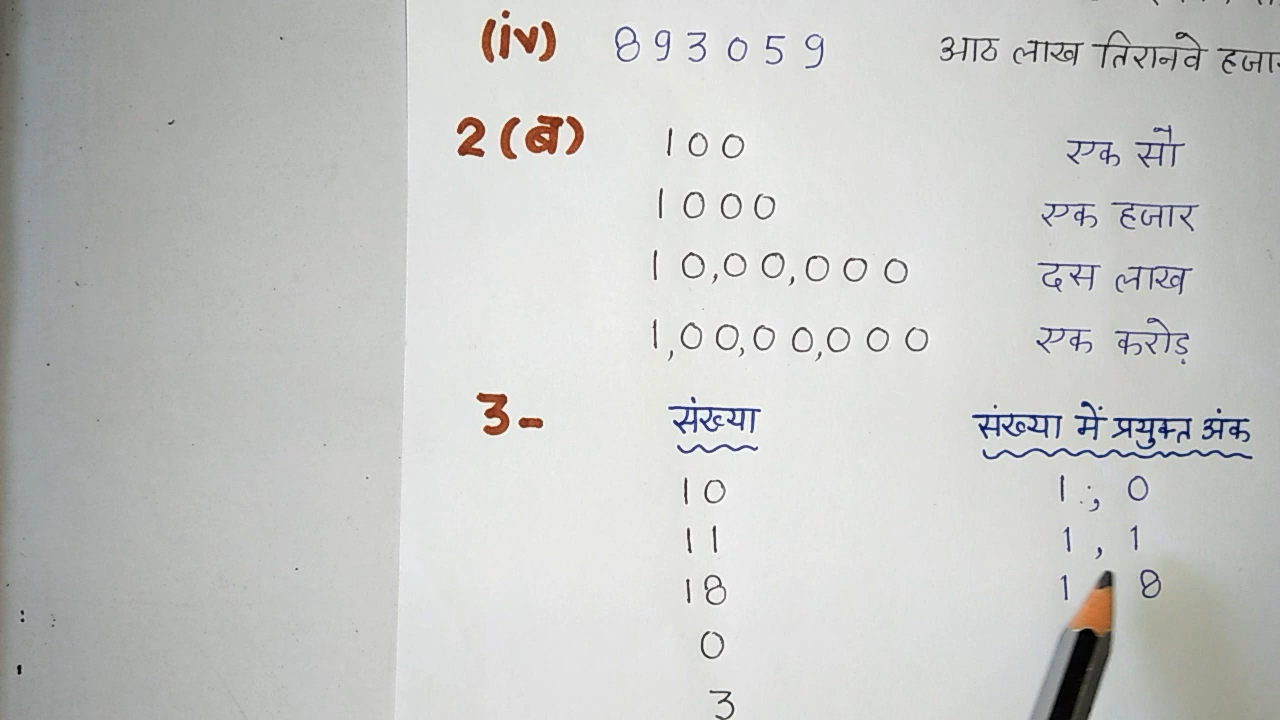 (iv) 893059 आठ लाख तिरानवे हजार
2(ब) 100 एक सौ
1000 एक हजार
10,00,000 दस लाख
1,00,00,000 एक करोड़
3- संख्या संख्या में प्रयुक्त अंक
10 1, 0
11 1, 1
18 1 8
0
3